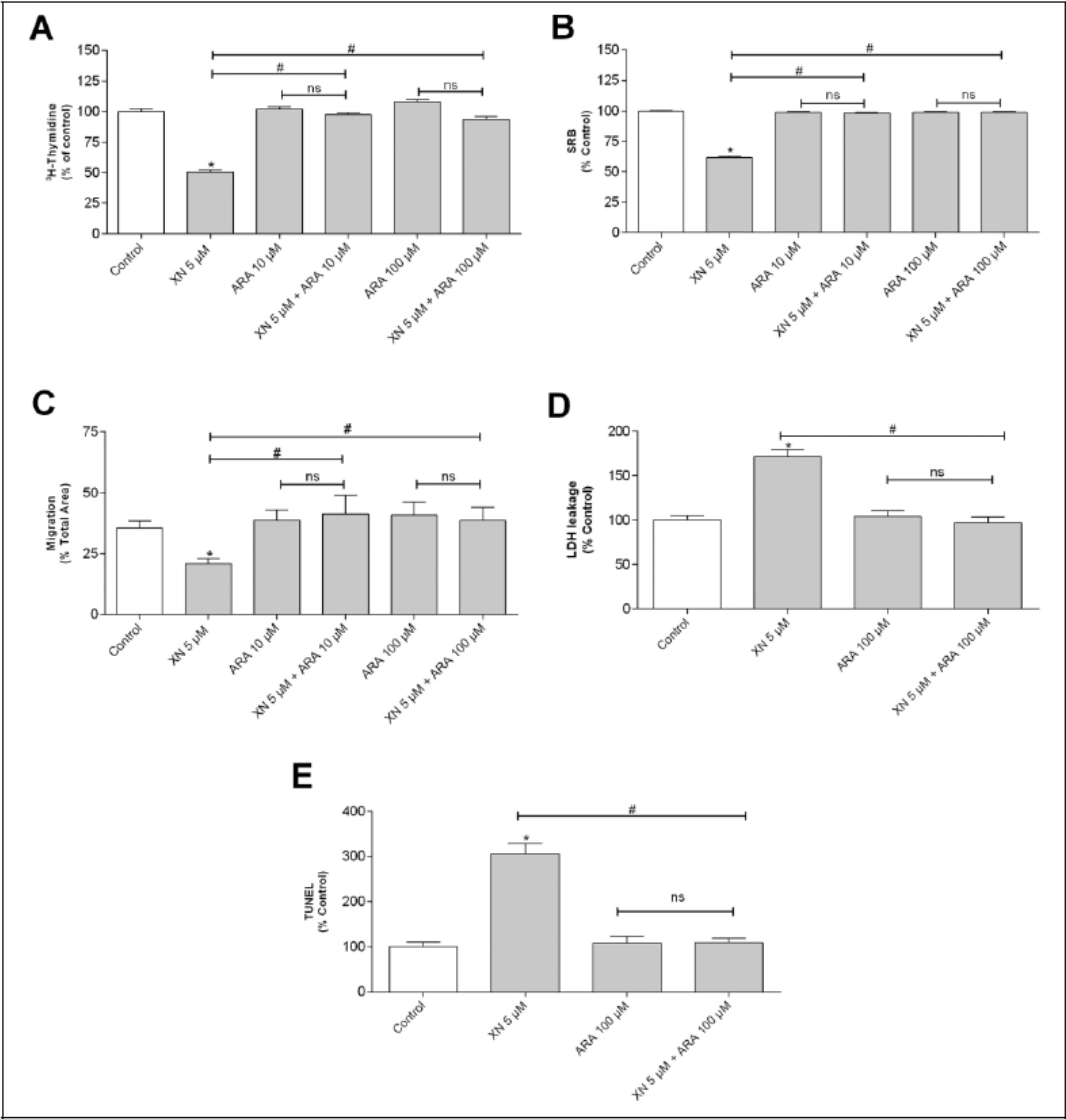 A
³H-Thymidine
(% of control)
150
125
100
75
50
25
0
#
#
ns
ns
*
Control
XN 5 µM
ARA 10 µM
XN 5 µM + ARA 10 µM
ARA 100 µM
XN 5 µM + ARA 100 µM
B
SRB
(% Control)
150
125
100
75
50
25
0
#
#
ns
ns
*
Control
XN 5 µM
ARA 10 µM
XN 5 µM + ARA 10 µM
ARA 100 µM
XN 5 µM + ARA 100 µM
C
Migration
(% Total Area)
75
50
25
0
#
#
ns
ns
*
Control
XN 5 µM
ARA 10 µM
XN 5 µM + ARA 10 µM
ARA 100 µM
XN 5 µM + ARA 100 µM
D
LDH leakage
(% Control)
200
150
100
50
0
#
*
ns
Control
XN 5 µM
ARA 100 µM
XN 5 µM + ARA 100 µM
E
TUNEL
(% Control)
400
300
200
100
0
#
*
ns
Control
XN 5 µM
ARA 100 µM
XN 5 µM + ARA 100 µM